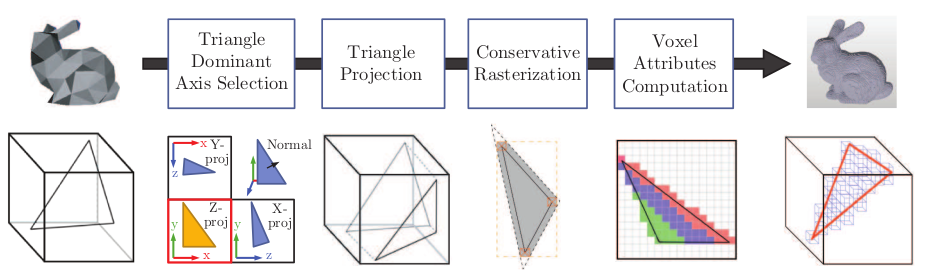 Triangle
Dominant
Axis Selection
Triangle
Projection
Conservative
Rasterization
Voxel
Attributes
Computation
x
Y-
proj
z
Normal
Z-
proj
y
x
X-
proj
y
z